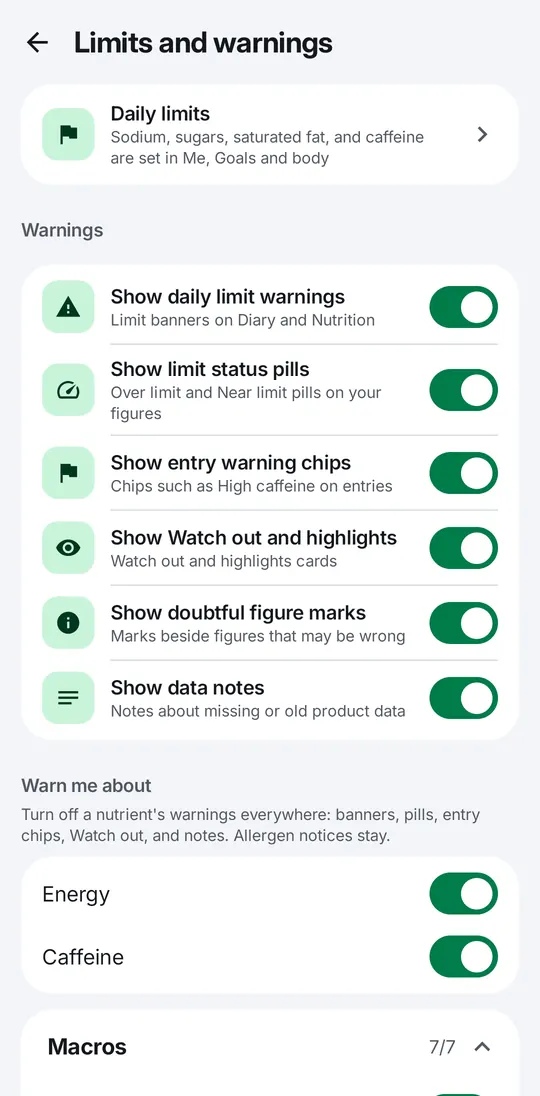 Limits and warnings
Daily limits
Sodium, sugars, saturated fat, and caffeine
are set in Me, Goals and body
Warnings
Show daily limit warnings
Limit banners on Diary and Nutrition
Show limit status pills
Over limit and Near limit pills on your
figures
Show entry warning chips
Chips such as High caffeine on entries
Show Watch out and highlights
Watch out and highlights cards
Show doubtful figure marks
Marks beside figures that may be wrong
Show data notes
Notes about missing or old product data
Warn me about
Turn off a nutrient's warnings everywhere: banners, pills, entry
chips, Watch out, and notes. Allergen notices stay.
Energy
Caffeine
Macros 7/7